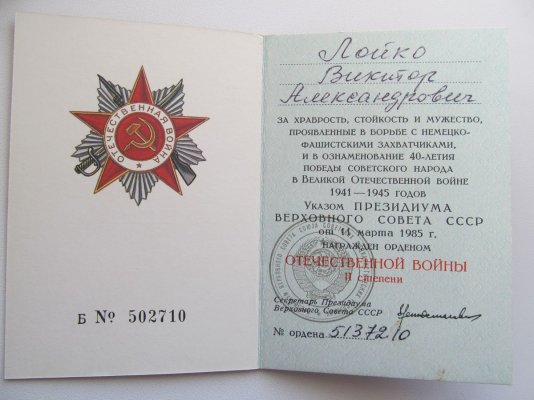 ОТЕЧЕСТВЕННАЯ ВОЙНА
Б № 502710
Лойко
Виктор
Александрович
ЗА ХРАБРОСТЬ, СТОЙКОСТЬ И МУЖЕСТВО,
ПРОЯВЛЕННЫЕ В БОРЬБЕ С НЕМЕЦКО-
ФАШИСТСКИМИ ЗАХВАТЧИКАМИ,
И В ОЗНАМЕНОВАНИЕ 40-ЛЕТИЯ
ПОБЕДЫ СОВЕТСКОГО НАРОДА
В ВЕЛИКОЙ ОТЕЧЕСТВЕННОЙ ВОЙНЕ
1941—1945 ГОДОВ
УКАЗОМ ПРЕЗИДИУМА
ВЕРХОВНОГО СОВЕТА СССР
от 11 марта 1985 г.
НАГРАЖДЕН ОРДЕНОМ
ОТЕЧЕСТВЕННОЙ ВОЙНЫ
II степени
Секретарь Президиума
Верховного Совета СССР
№ ордена 5137210